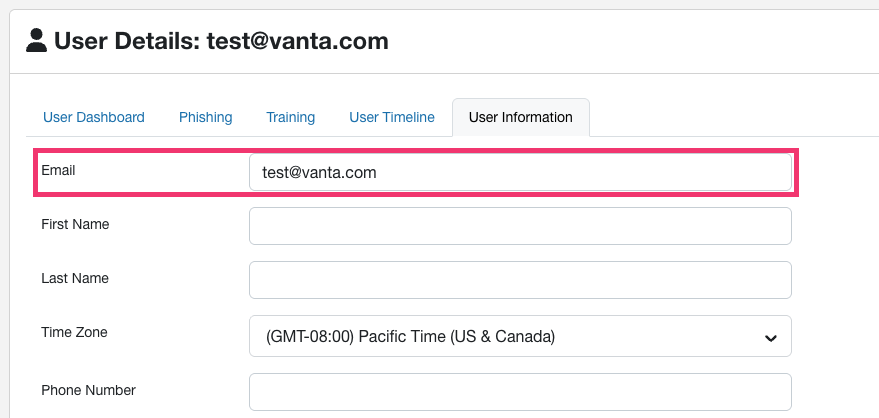 User Details: test@vanta.com
User Dashboard Phishing Training User Timeline User Information
Email test@vanta.com
First Name
Last Name
Time Zone (GMT-08:00) Pacific Time (US & Canada)
Phone Number